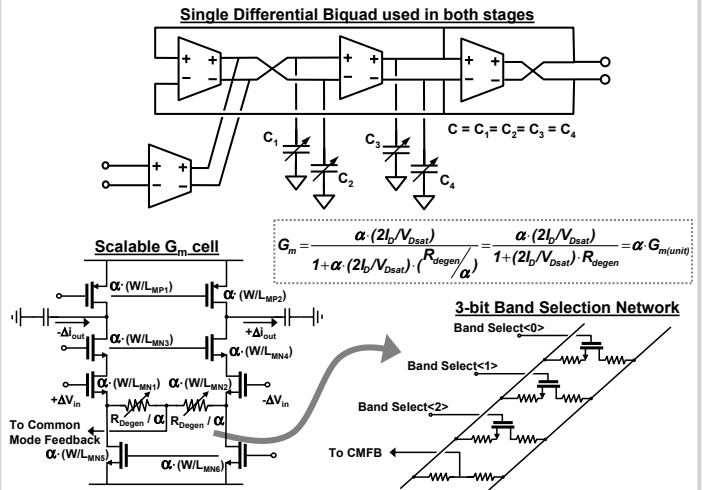 Single Differential Biquad used in both stages
+ + +
− − −
C₁ C₂ C₃ C₄
C = C₁= C₂= C₃ = C₄
+
−
Gₘ = α·(2I_D/V_Dsat) / (1+α·(2I_D/V_Dsat)·(R_degen/α)) = α·(2I_D/V_Dsat) / (1+(2I_D/V_Dsat)·R_degen) = α·G_m(unit)
Scalable Gₘ cell
α·(W/L_MP1) α·(W/L_MP2)
-Δi_out +Δi_out
α·(W/L_MN3) α·(W/L_MN4)
+ΔV_in α·(W/L_MN1) α·(W/L_MN2) -ΔV_in
R_Degen / α R_Degen / α
To Common
Mode Feedback
α·(W/L_MN5) α·(W/L_MN6)
3-bit Band Selection Network
Band Select<0>
Band Select<1>
Band Select<2>
To CMFB